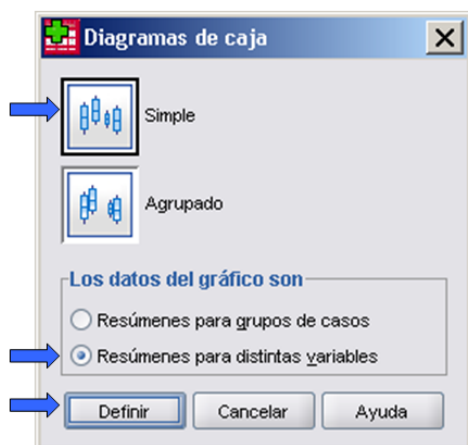 Diagramas de caja
Simple
Agrupado
Los datos del gráfico son
Resúmenes para grupos de casos
Resúmenes para distintas variables
Definir
Cancelar
Ayuda